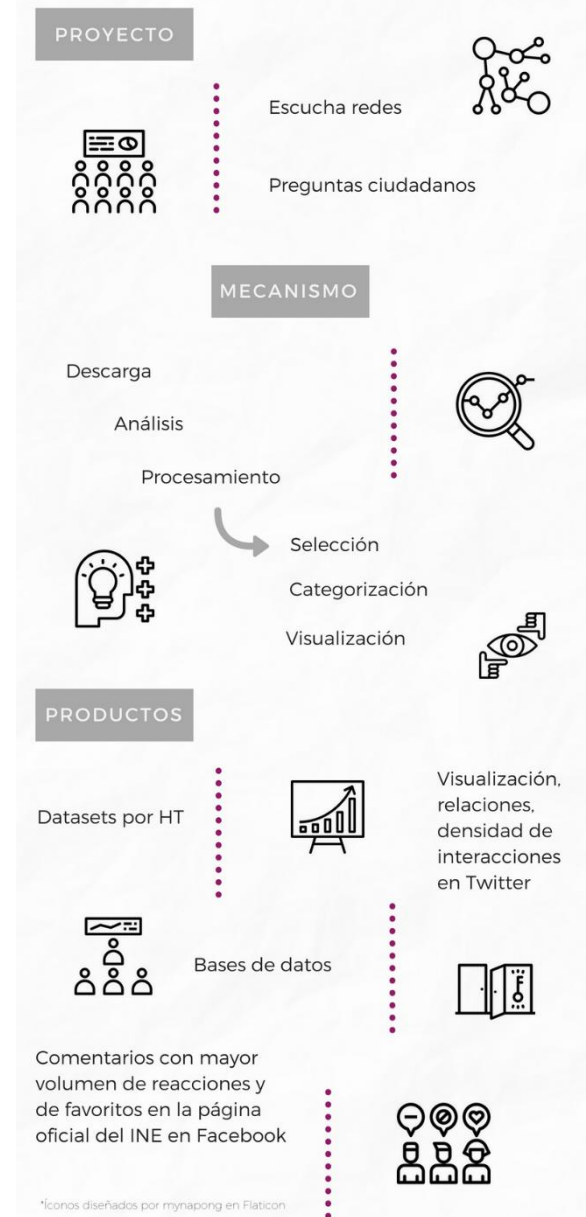 PROYECTO
Escucha redes
Preguntas ciudadanos
MECANISMO
Descarga
Análisis
Procesamiento
Selección
Categorización
Visualización
PRODUCTOS
Datasets por HT
Visualización,
relaciones,
densidad de
interacciones
en Twitter
Bases de datos
Comentarios con mayor
volumen de reacciones y
de favoritos en la página
oficial del INE en Facebook
*Íconos diseñados por mynapong en Flaticon